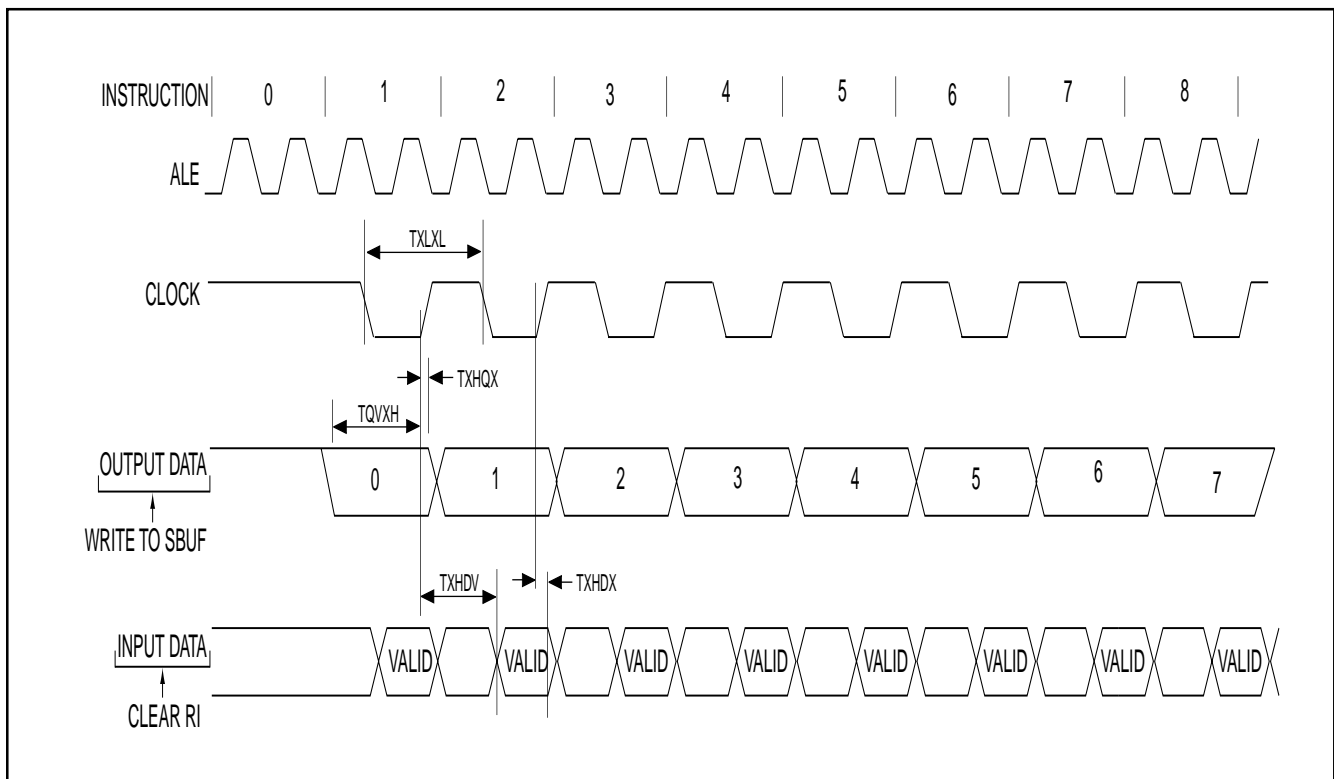 INSTRUCTION 0 1 2 3 4 5 6 7 8
ALE
TXLXL
CLOCK
TXHQX
TQVXH
OUTPUT DATA 0 1 2 3 4 5 6 7
WRITE TO SBUF
TXHDV TXHDX
INPUT DATA VALID VALID VALID VALID VALID VALID VALID VALID
CLEAR RI